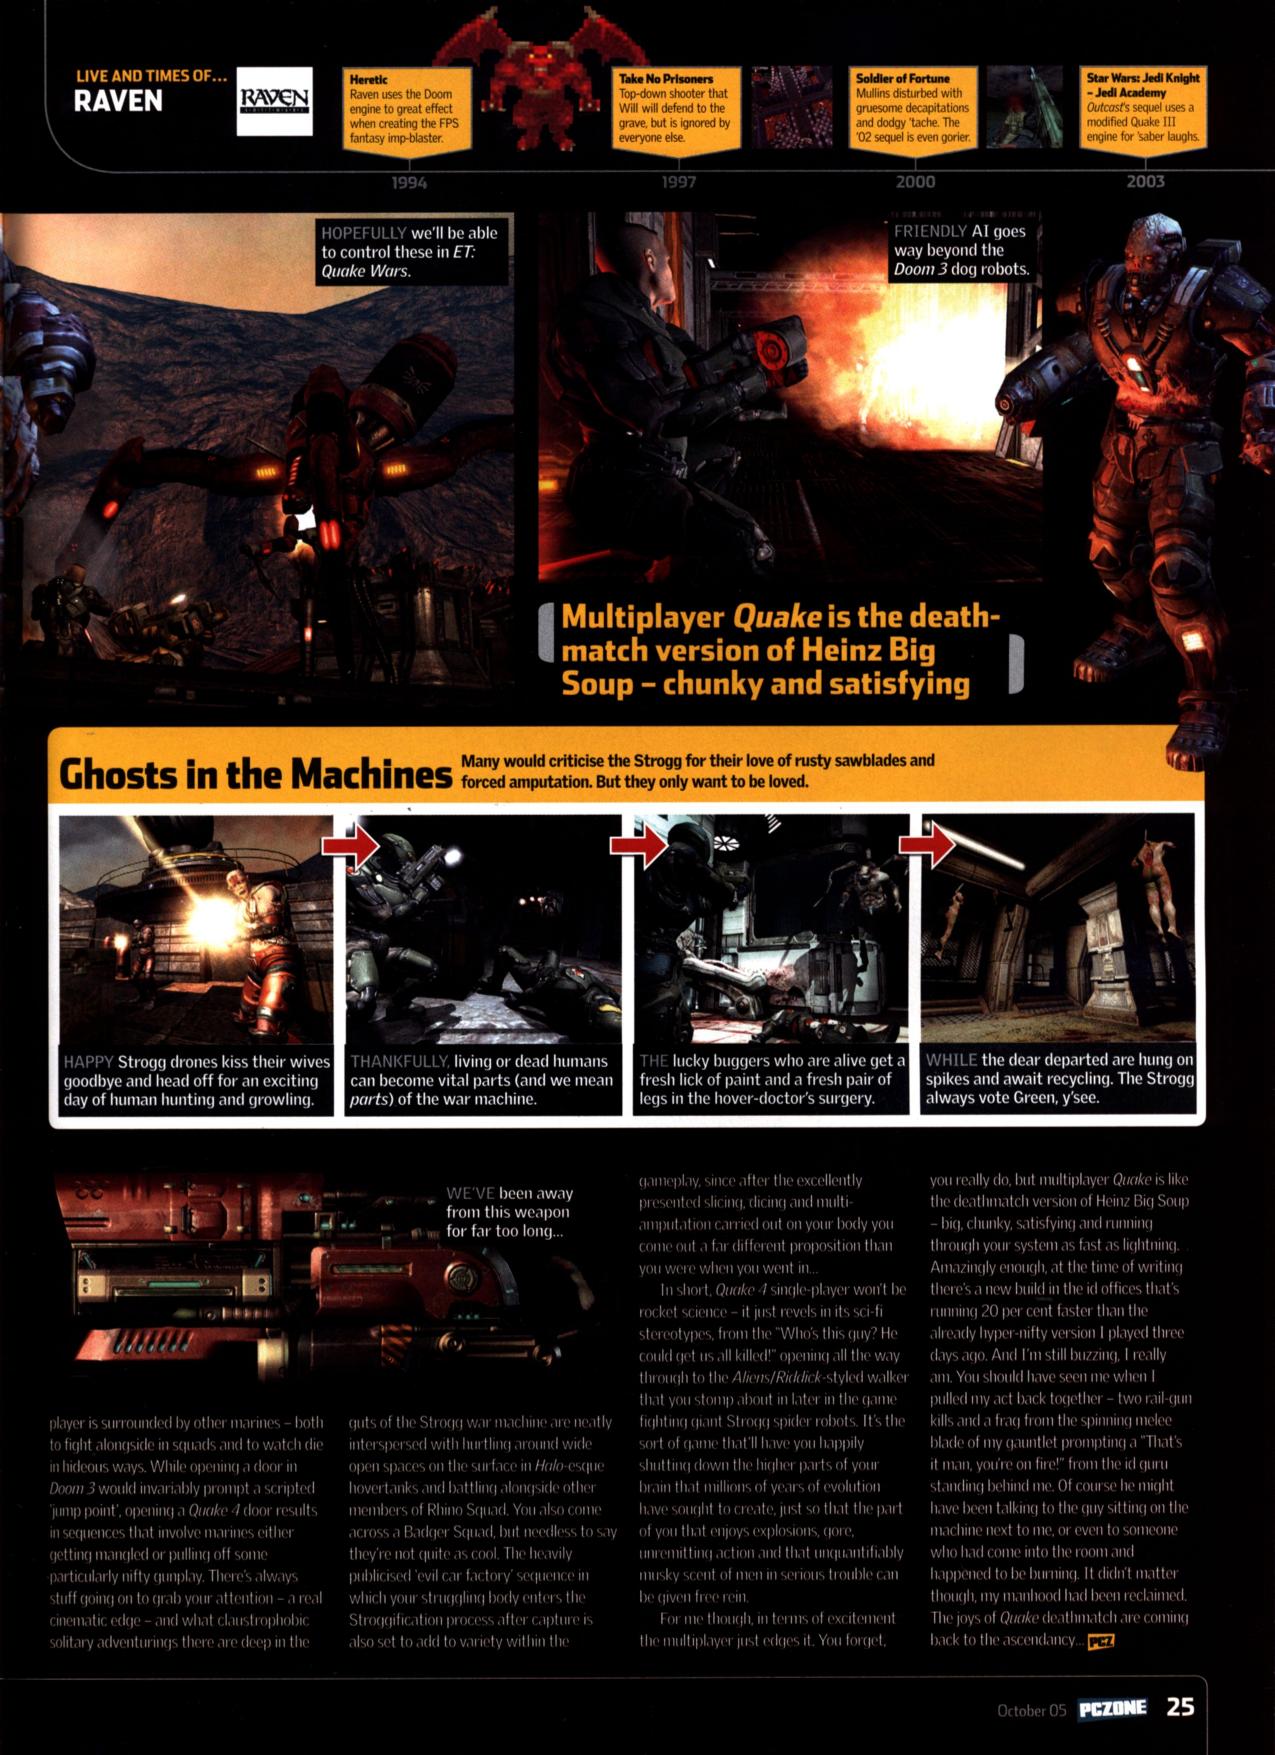 LIVE AND TIMES OF...
RAVEN
RAVEN
SOFTWARE
Heretic
Raven uses the Doom
engine to great effect
when creating the FPS
fantasy imp-blaster.
Take No Prisoners
Top-down shooter that
Will will defend to the
grave, but is ignored by
everyone else.
Soldier of Fortune
Mullins disturbed with
gruesome decapitations
and dodgy 'tache. The
'02 sequel is even gorier.
Star Wars: Jedi Knight
– Jedi Academy
Outcast's sequel uses a
modified Quake III
engine for 'saber laughs.
1994
1997
2000
2003
HOPEFULLY we'll be able
to control these in ET:
Quake Wars.
FRIENDLY AI goes
way beyond the
Doom 3 dog robots.
Multiplayer Quake is the death-
match version of Heinz Big
Soup – chunky and satisfying
Ghosts in the Machines
Many would criticise the Strogg for their love of rusty sawblades and
forced amputation. But they only want to be loved.
HAPPY Strogg drones kiss their wives
goodbye and head off for an exciting
day of human hunting and growling.
THANKFULLY, living or dead humans
can become vital parts (and we mean
parts) of the war machine.
THE lucky buggers who are alive get a
fresh lick of paint and a fresh pair of
legs in the hover-doctor's surgery.
WHILE the dear departed are hung on
spikes and await recycling. The Strogg
always vote Green, y'see.
WE'VE been away
from this weapon
for far too long...
player is surrounded by other marines – both
to fight alongside in squads and to watch die
in hideous ways. While opening a door in
Doom 3 would invariably prompt a scripted
'jump point', opening a Quake 4 door results
in sequences that involve marines either
getting mangled or pulling off some
particularly nifty gunplay. There's always
stuff going on to grab your attention – a real
cinematic edge – and what claustrophobic
solitary adventurings there are deep in the
guts of the Strogg war machine are neatly
interspersed with hurtling around wide
open spaces on the surface in Halo-esque
hovertanks and battling alongside other
members of Rhino Squad. You also come
across a Badger Squad, but needless to say
they're not quite as cool. The heavily
publicised 'evil car factory' sequence in
which your struggling body enters the
Stroggification process after capture is
also set to add to variety within the
gameplay, since after the excellently
presented slicing, dicing and multi-
amputation carried out on your body you
come out a far different proposition than
you were when you went in...
In short, Quake 4 single-player won't be
rocket science – it just revels in its sci-fi
stereotypes, from the "Who's this guy? He
could get us all killed!" opening all the way
through to the Aliens/Riddick-styled walker
that you stomp about in later in the game
fighting giant Strogg spider robots. It's the
sort of game that'll have you happily
shutting down the higher parts of your
brain that millions of years of evolution
have sought to create, just so that the part
of you that enjoys explosions, gore,
unremitting action and that unquantifiably
musky scent of men in serious trouble can
be given free rein.
For me though, in terms of excitement
the multiplayer just edges it. You forget,
you really do, but multiplayer Quake is like
the deathmatch version of Heinz Big Soup
– big, chunky, satisfying and running
through your system as fast as lightning.
Amazingly enough, at the time of writing
there's a new build in the id offices that's
running 20 per cent faster than the
already hyper-nifty version I played three
days ago. And I'm still buzzing, I really
am. You should have seen me when I
pulled my act back together – two rail-gun
kills and a frag from the spinning melee
blade of my gauntlet prompting a "That's
it man, you're on fire!" from the id guru
standing behind me. Of course he might
have been talking to the guy sitting on the
machine next to me, or even to someone
who had come into the room and
happened to be burning. It didn't matter
though, my manhood had been reclaimed.
The joys of Quake deathmatch are coming
back to the ascendancy... PCZ
October 05 PCZONE 25